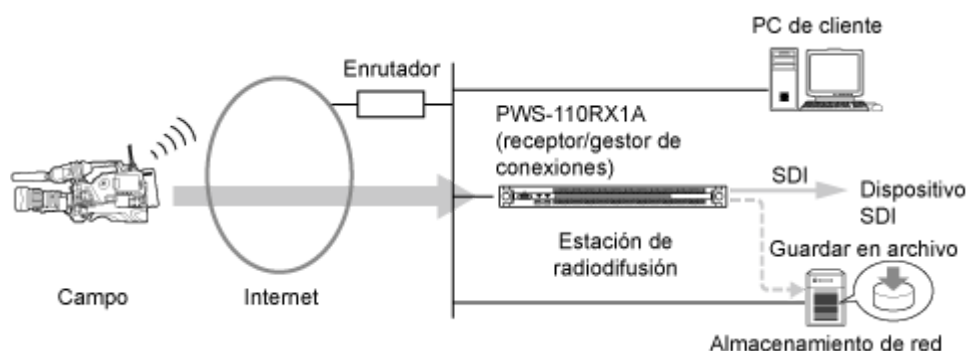 PC de cliente
Enrutador
PWS-110RX1A
(receptor/gestor de
conexiones)
SDI
Dispositivo
SDI
Estación de
radiodifusión
Guardar en archivo
Campo
Internet
Almacenamiento de red